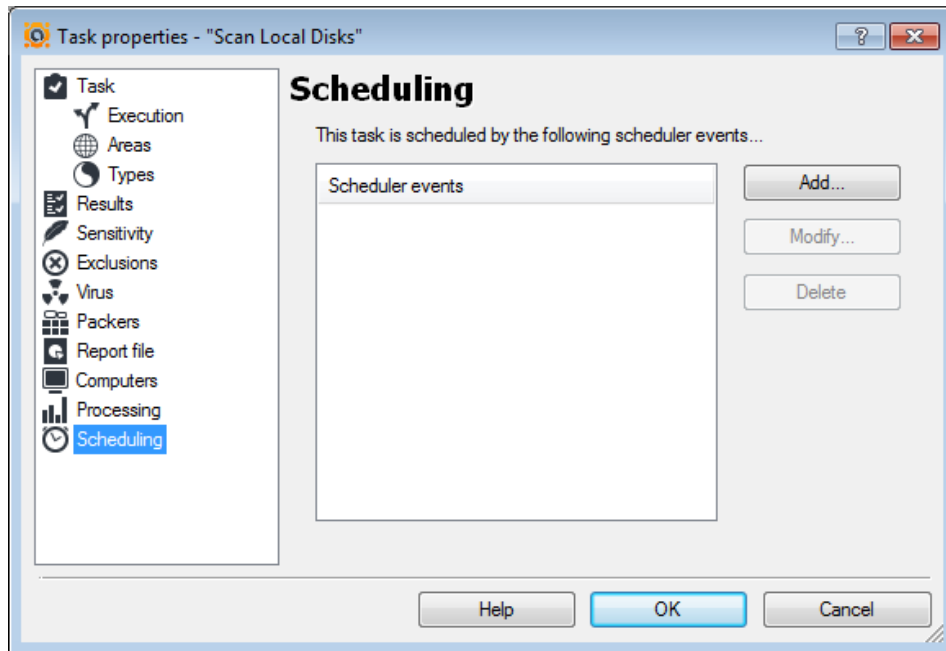 Task properties - "Scan Local Disks"
Task
Execution
Areas
Types
Results
Sensitivity
Exclusions
Virus
Packers
Report file
Computers
Processing
Scheduling
Scheduling
This task is scheduled by the following scheduler events...
Scheduler events
Add...
Modify...
Delete
Help
OK
Cancel